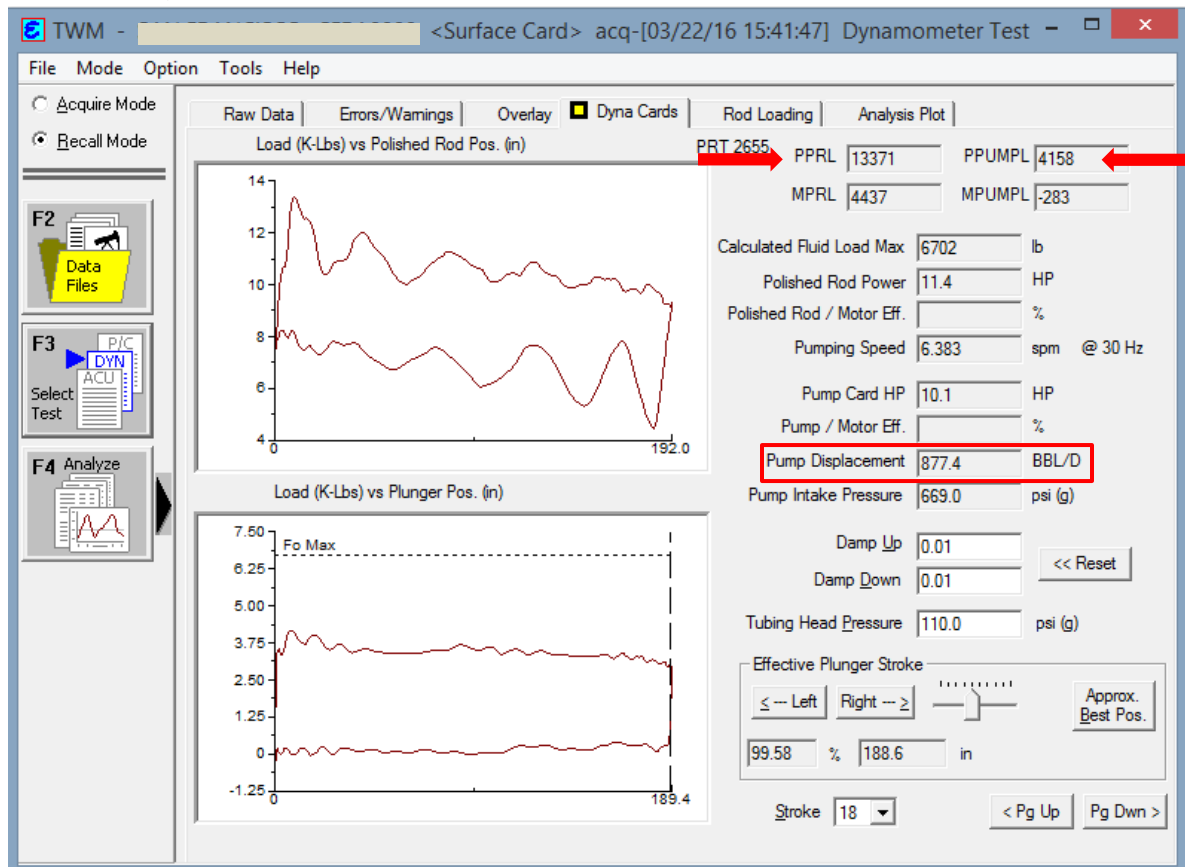 TWM - <Surface Card> acq-[03/22/16 15:41:47] Dynamometer Test
File Mode Option Tools Help
Acquire Mode
Recall Mode
F2
Data
Files
F3
P/C
DYN
ACU
Select
Test
F4 Analyze
Raw Data Errors/Warnings Overlay Dyna Cards Rod Loading Analysis Plot
Load (K-Lbs) vs Polished Rod Pos. (in)
14
12
10
8
6
4
0 192.0
Load (K-Lbs) vs Plunger Pos. (in)
7.50
Fo Max
6.25
5.00
3.75
2.50
1.25
0
-1.25
0 189.4
PRT 2655
PPRL 13371 PPUMPL 4158
MPRL 4437 MPUMPL -283
Calculated Fluid Load Max 6702 lb
Polished Rod Power 11.4 HP
Polished Rod / Motor Eff. %
Pumping Speed 6.383 spm @ 30 Hz
Pump Card HP 10.1 HP
Pump / Motor Eff. %
Pump Displacement 877.4 BBL/D
Pump Intake Pressure 669.0 psi (g)
Damp Up 0.01
Damp Down 0.01
<< Reset
Tubing Head Pressure 110.0 psi (g)
Effective Plunger Stroke
< --- Left Right --- >
Approx.
Best Pos.
99.58 % 188.6 in
Stroke 18 < Pg Up Pg Dwn >